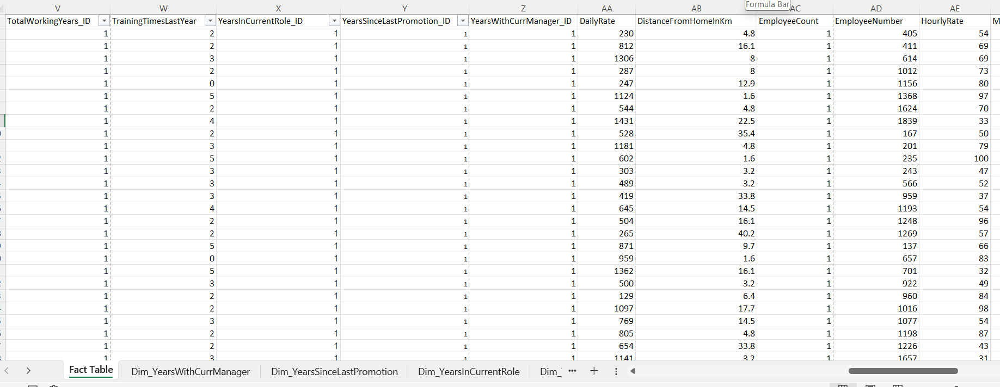 Formula Bar
V W X Y Z AA AB AC AD AE
TotalWorkingYears_ID TrainingTimesLastYear YearsInCurrentRole_ID YearsSinceLastPromotion_ID YearsWithCurrManager_ID DailyRate DistanceFromHomeInKm EmployeeCount EmployeeNumber HourlyRate M
1 2 1 1 1 230 4.8 1 405 54
1 2 1 1 1 812 16.1 1 411 69
1 3 1 1 1 1306 8 1 614 69
1 2 1 1 1 287 8 1 1012 73
1 0 1 1 1 247 12.9 1 1156 80
1 5 1 1 1 1124 1.6 1 1368 97
1 2 1 1 1 544 4.8 1 1624 70
1 4 1 1 1 1431 22.5 1 1839 33
1 2 1 1 1 528 35.4 1 167 50
1 3 1 1 1 1181 4.8 1 201 79
1 5 1 1 1 602 1.6 1 235 100
1 3 1 1 1 303 3.2 1 243 47
1 3 1 1 1 489 3.2 1 566 52
1 3 1 1 1 419 33.8 1 959 37
1 4 1 1 1 645 14.5 1 1193 54
1 2 1 1 1 504 16.1 1 1248 96
1 2 1 1 1 265 40.2 1 1269 57
1 5 1 1 1 871 9.7 1 137 66
1 0 1 1 1 959 1.6 1 657 83
1 5 1 1 1 1362 16.1 1 701 32
1 3 1 1 1 500 3.2 1 922 49
1 2 1 1 1 129 6.4 1 960 84
1 2 1 1 1 1097 17.7 1 1016 98
1 3 1 1 1 769 14.5 1 1077 54
1 2 1 1 1 805 4.8 1 1198 87
1 2 1 1 1 654 33.8 1 1226 43
1 3 1 1 1 1141 3.2 1 1657 31
Fact Table Dim_YearsWithCurrManager Dim_YearsSinceLastPromotion Dim_YearsInCurrentRole Dim_